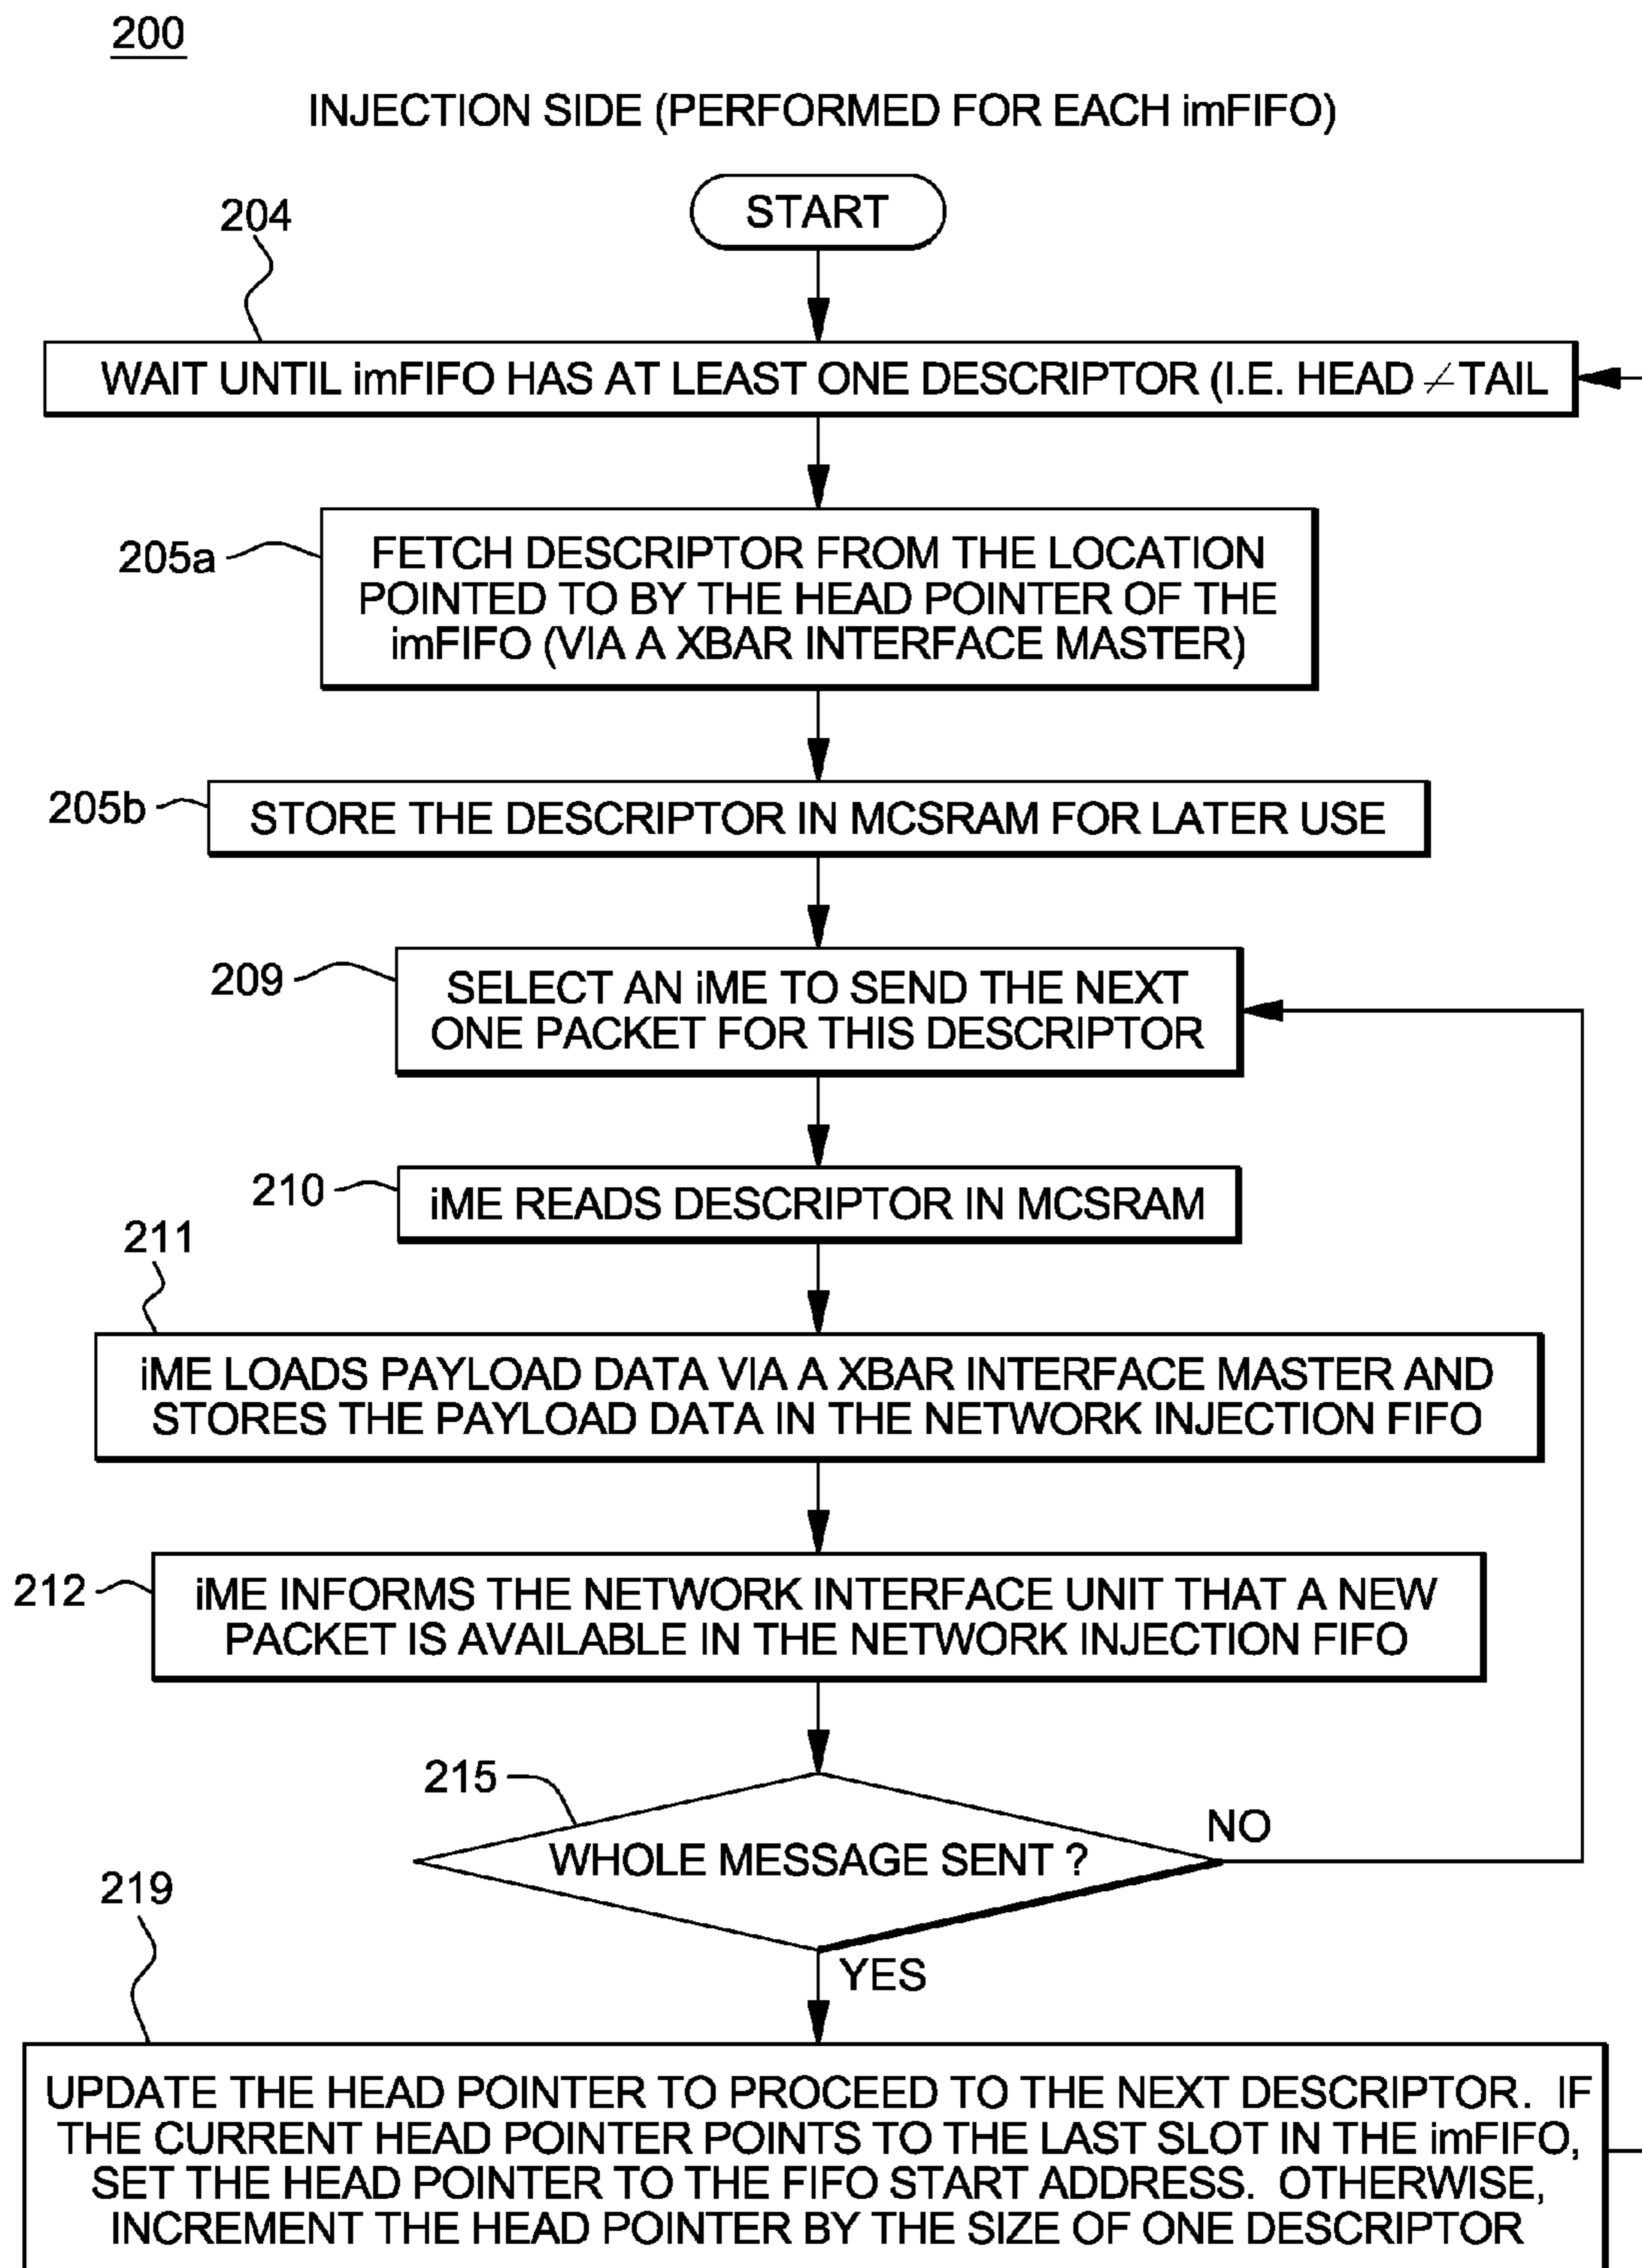 200
INJECTION SIDE (PERFORMED FOR EACH imFIFO)
START
204
WAIT UNTIL imFIFO HAS AT LEAST ONE DESCRIPTOR (I.E. HEAD ≠ TAIL
205a
FETCH DESCRIPTOR FROM THE LOCATION
POINTED TO BY THE HEAD POINTER OF THE
imFIFO (VIA A XBAR INTERFACE MASTER)
205b
STORE THE DESCRIPTOR IN MCSRAM FOR LATER USE
209
SELECT AN iME TO SEND THE NEXT
ONE PACKET FOR THIS DESCRIPTOR
210
iME READS DESCRIPTOR IN MCSRAM
211
iME LOADS PAYLOAD DATA VIA A XBAR INTERFACE MASTER AND
STORES THE PAYLOAD DATA IN THE NETWORK INJECTION FIFO
212
iME INFORMS THE NETWORK INTERFACE UNIT THAT A NEW
PACKET IS AVAILABLE IN THE NETWORK INJECTION FIFO
215
WHOLE MESSAGE SENT ?
NO
YES
219
UPDATE THE HEAD POINTER TO PROCEED TO THE NEXT DESCRIPTOR. IF
THE CURRENT HEAD POINTER POINTS TO THE LAST SLOT IN THE imFIFO,
SET THE HEAD POINTER TO THE FIFO START ADDRESS. OTHERWISE,
INCREMENT THE HEAD POINTER BY THE SIZE OF ONE DESCRIPTOR